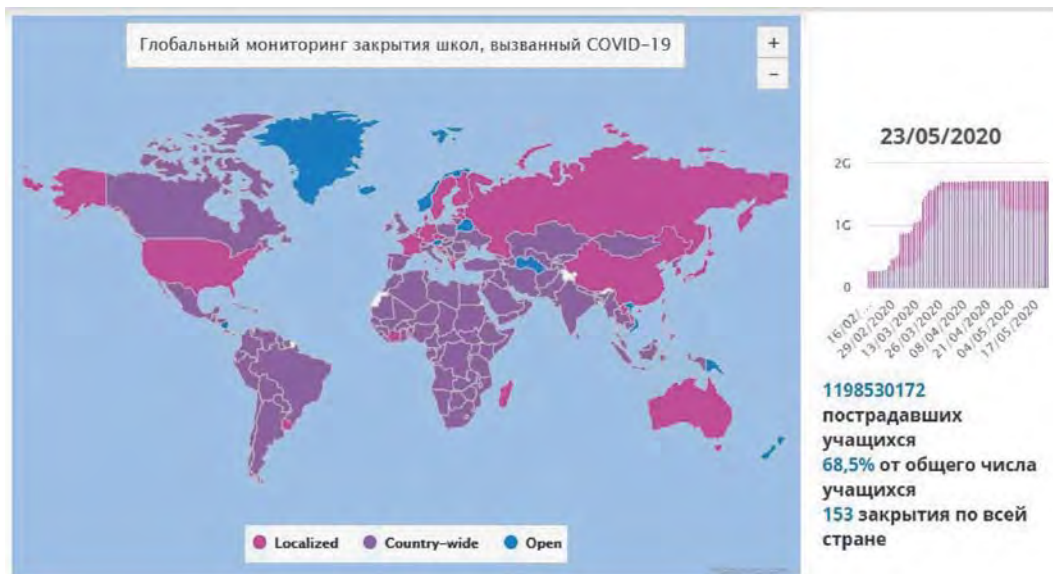 Глобальный мониторинг закрытия школ, вызванный COVID-19
+
−
Localized
Country-wide
Open
23/05/2020
2G
1G
0
16/02/...
29/02/2020
13/03/2020
26/03/2020
08/04/2020
21/04/2020
04/05/2020
17/05/2020
1198530172
пострадавших
учащихся
68,5% от общего числа
учащихся
153 закрытия по всей
стране